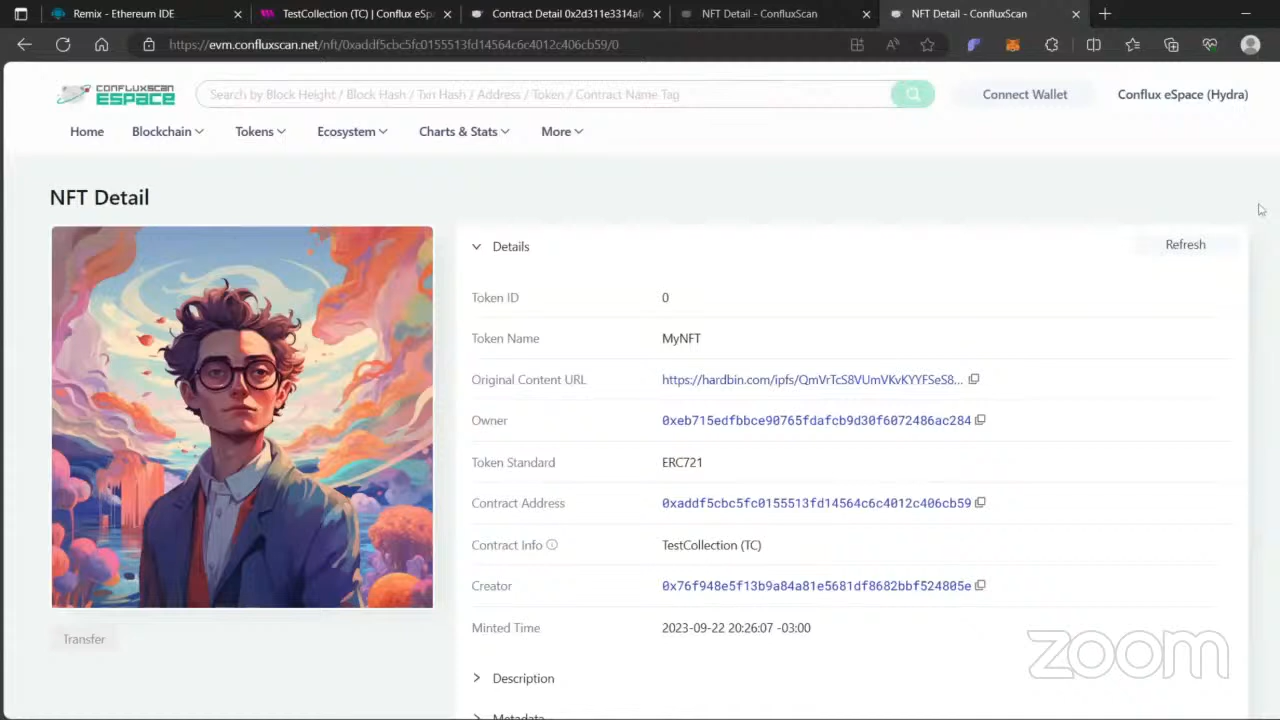 Remix - Ethereum IDE
TestCollection (TC) | Conflux eSp
Contract Detail 0x2d311e3314af
NFT Detail - ConfluxScan
NFT Detail - ConfluxScan
https://evm.confluxscan.net/nft/0xaddf5cbc5fc0155513fd14564c6c4012c406cb59/0
CONFLUXSCAN
ESPACE
Search by Block Height / Block Hash / Txn Hash / Address / Token / Contract Name Tag
Connect Wallet
Conflux eSpace (Hydra)
Home
Blockchain
Tokens
Ecosystem
Charts & Stats
More
NFT Detail
Details
Refresh
Token ID
0
Token Name
MyNFT
Original Content URL
https://hardbin.com/ipfs/QmVrTcS8VUmVKvKYYFSeS8...
Owner
0xeb715edfbbce90765fdafcb9d30f6072486ac284
Token Standard
ERC721
Contract Address
0xaddf5cbc5fc0155513fd14564c6c4012c406cb59
Contract Info
TestCollection (TC)
Creator
0x76f948e5f13b9a84a81e5681df8682bbf524805e
Minted Time
2023-09-22 20:26:07 -03:00
Transfer
Description
Metadata
zoom